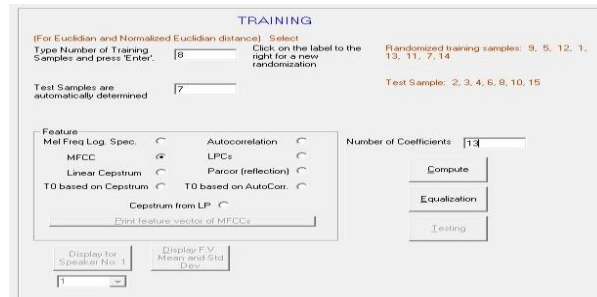 TRAINING
(For Euclidian and Normalized Euclidian distance) Select
Type Number of Training Samples and press 'Enter'.
8
Click on the label to the right for a new randomization
Randomized training samples: 9, 5, 12, 1, 13, 11, 7, 14
Test Samples are automatically determined
7
Test Sample: 2, 3, 4, 6, 8, 10, 15
Feature
Mel Freq Log. Spec.
Autocorrelation
Number of Coefficients
13
MFCC
LPCs
Linear Cepstrum
Parcor (reflection)
Compute
T0 based on Cepstrum
T0 based on AutoCorr.
Equalization
Cepstrum from LP
Print feature vector of MFCCs
Testing
Display for Speaker No. 1
Display F.V. Mean and Std Dev
1